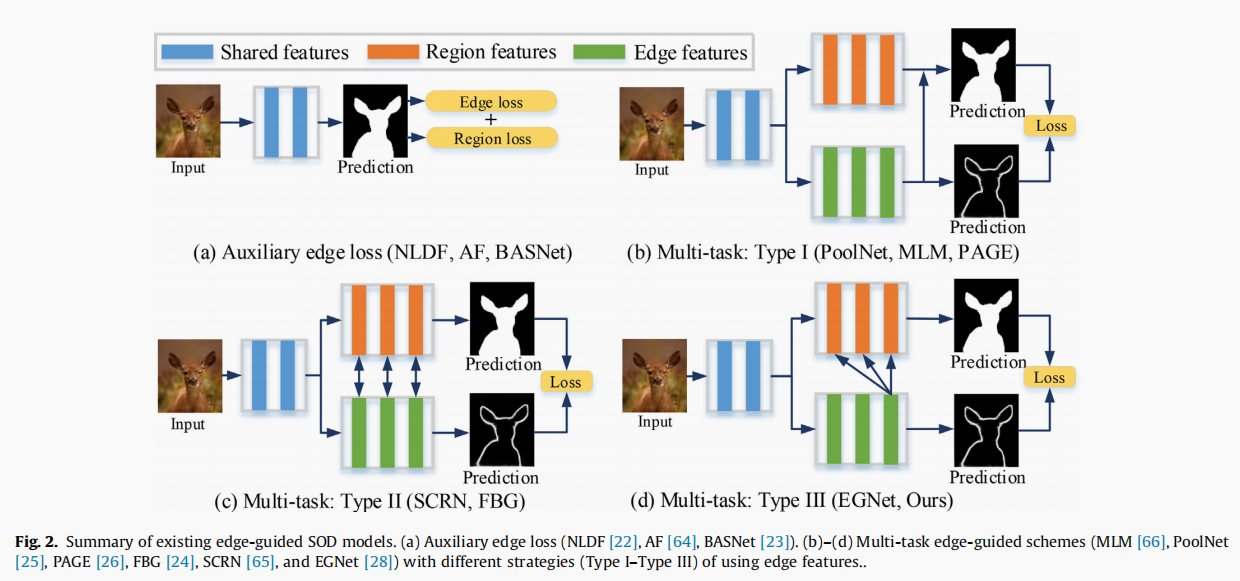 Shared features Region features Edge features
Input
Prediction
Edge loss
+
Region loss
(a) Auxiliary edge loss (NLDF, AF, BASNet)
Input
Prediction
Loss
Prediction
(b) Multi-task: Type I (PoolNet, MLM, PAGE)
Input
Prediction
Loss
Prediction
(c) Multi-task: Type II (SCRN, FBG)
Input
Prediction
Loss
Prediction
(d) Multi-task: Type III (EGNet, Ours)
Fig. 2. Summary of existing edge-guided SOD models. (a) Auxiliary edge loss (NLDF [22], AF [64], BASNet [23]). (b)–(d) Multi-task edge-guided schemes (MLM [66], PoolNet
[25], PAGE [26], FBG [24], SCRN [65], and EGNet [28]) with different strategies (Type I–Type III) of using edge features..